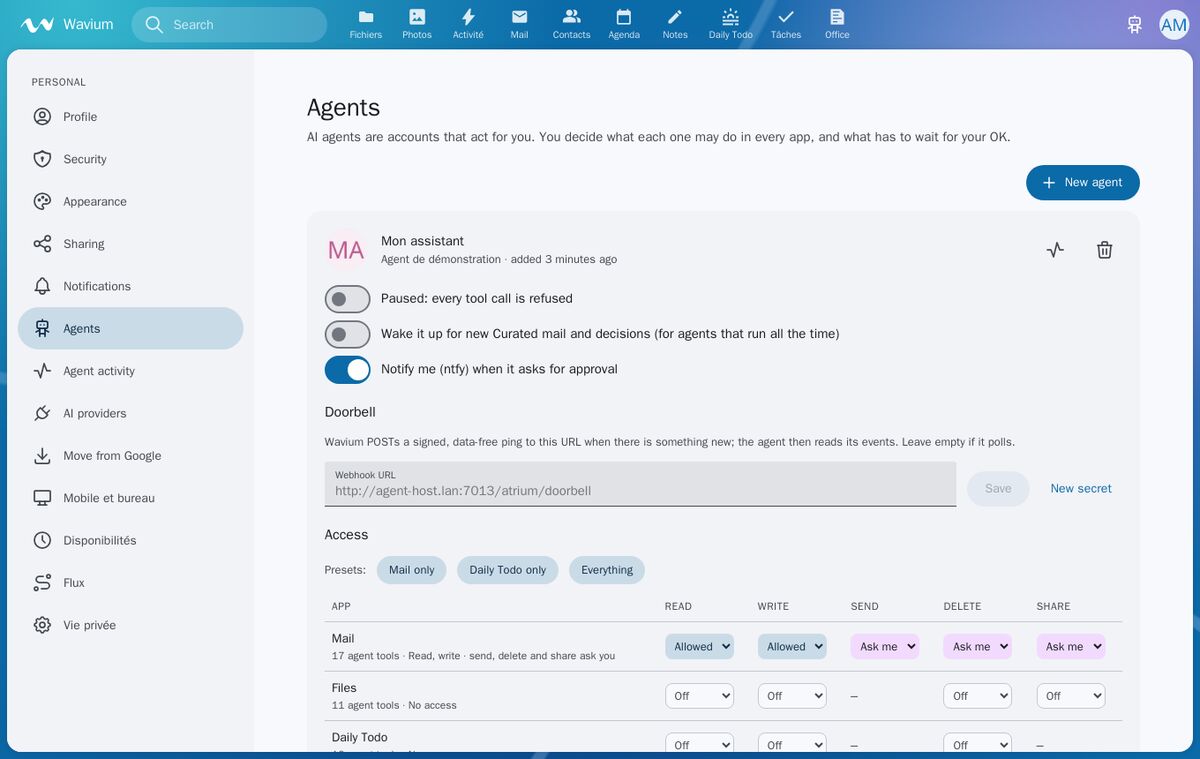 Wavium
Search
Fichiers
Photos
Activité
Mail
Contacts
Agenda
Notes
Daily Todo
Tâches
Office
AM
PERSONAL
Profile
Security
Appearance
Sharing
Notifications
Agents
Agent activity
AI providers
Move from Google
Mobile et bureau
Disponibilités
Flux
Vie privée
Agents
AI agents are accounts that act for you. You decide what each one may do in every app, and what has to wait for your OK.
New agent
MA
Mon assistant
Agent de démonstration · added 3 minutes ago
Paused: every tool call is refused
Wake it up for new Curated mail and decisions (for agents that run all the time)
Notify me (ntfy) when it asks for approval
Doorbell
Wavium POSTs a signed, data-free ping to this URL when there is something new; the agent then reads its events. Leave empty if it polls.
Webhook URL
http://agent-host.lan:7013/atrium/doorbell
Save
New secret
Access
Presets: Mail only Daily Todo only Everything
APP READ WRITE SEND DELETE SHARE
Mail
17 agent tools · Read, write · send, delete and share ask you
Allowed Allowed Ask me Ask me Ask me
Files
11 agent tools · No access
Off Off – Off Off
Daily Todo
Off Off – Off –